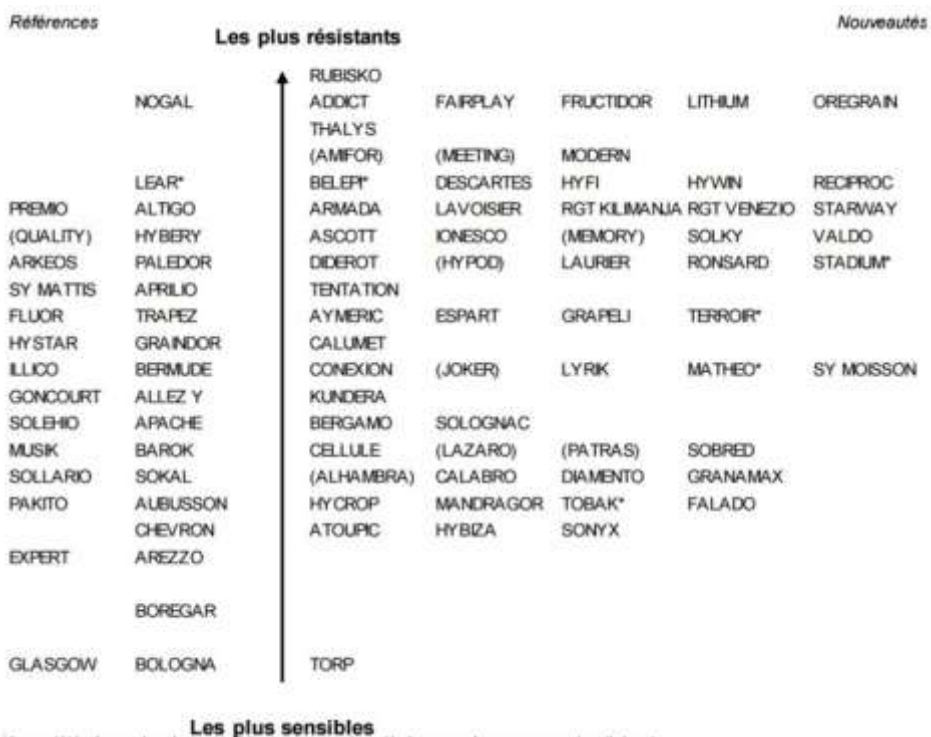 Références Nouveautés
Les plus résistants
RUBISKO
NOGAL ADDICT FAIRPLAY FRUCTIDOR LITHIUM OREGRAIN
THALYS
(AMIFOR) (MEETING) MODERN
LEAR* BELEPI* DESCARTES HYFI HYWIN RECIPROC
PREMIO ALTIGO ARMADA LAVOISIER RGT KILIMANJA RGT VENEZIO STARWAY
(QUALITY) HYBERY ASCOTT IONESCO (MEMORY) SOLKY VALDO
ARKEOS PALEDOR DIDEROT (HYPOD) LAURIER RONSARD STADIUM*
SY MATTIS APRILIO TENTATION
FLUOR TRAPEZ AYMERIC ESPART GRAPELI TERROIR*
HYSTAR GRAINDOR CALUMET
ILLICO BERMUDE CONEXION (JOKER) LYRIK MATHEO* SY MOISSON
GONCOURT ALLEZ Y KUNDERA
SOLEHIO APACHE BERGAMO SOLOGNAC
MUSIK BAROK CELLULE (LAZARO) (PATRAS) SOBRED
SOLLARIO SOKAL (ALHAMBRA) CALABRO DIAMENTO GRANAMAX
PAKITO AUBUSSON HYCROP MANDRAGOR TOBAK* FALADO
CHEVRON ATOUPIC HYBIZA SONYX
EXPERT AREZZO
BOREGAR
GLASGOW BOLOGNA TORP
Les plus sensibles